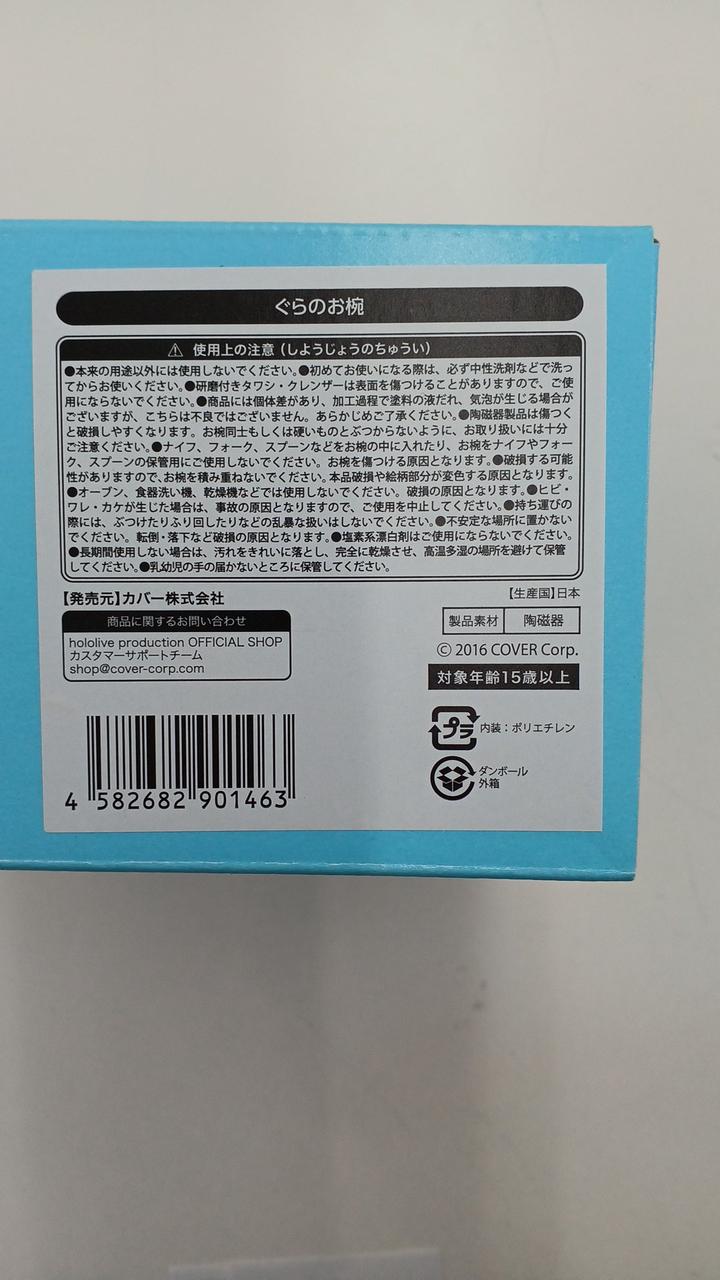 ぐらのお椀
⚠ 使用上の注意(しようじょうのちゅうい)
●本来の用途以外には使用しないでください。●初めてお使いになる際は、必ず中性洗剤などで洗っ
てからお使いください。●研磨付きタワシ・クレンザーは表面を傷つけることがありますので、ご使
用にならないでください。●商品には個体差があり、加工過程で塗料の液だれ、気泡が生じる場合が
ございますが、こちらは不良ではございません。あらかじめご了承ください。●陶磁器製品は傷つく
と破損しやすくなります。お椀同士もしくは硬いものとぶつからないように、お取り扱いには十分
ご注意ください。●ナイフ、フォーク、スプーンなどをお椀の中に入れたり、お椀をナイフやフォー
ク、スプーンの保管用にご使用しないでください。お椀を傷つける原因となります。●破損する可能
性がありますので、お椀を積み重ねないでください。本品破損や絵柄部分が変色する原因となります。
●オーブン、食器洗い機、乾燥機などでは使用しないでください。破損の原因となります。●ヒビ・
ワレ・カケが生じた場合は、事故の原因となりますので、ご使用を中止してください。●持ち運びの
際には、ぶつけたりふり回したりなどの乱暴な扱いはしないでください。●不安定な場所に置かない
でください。転倒・落下など破損の原因となります。●塩素系漂白剤はご使用にならないでください。
●長期間使用しない場合は、汚れをきれいに落とし、完全に乾燥させ、高温多湿の場所を避けて保管
してください。●乳幼児の手の届かないところに保管してください。
【発売元】カバー株式会社
商品に関するお問い合わせ
hololive production OFFICIAL SHOP
カスタマーサポートチーム
shop@cover-corp.com
【生産国】日本
製品素材 陶磁器
© 2016 COVER Corp.
対象年齢15歳以上
プラ 内装:ポリエチレン
ダンボール
外箱
4 582682 901463